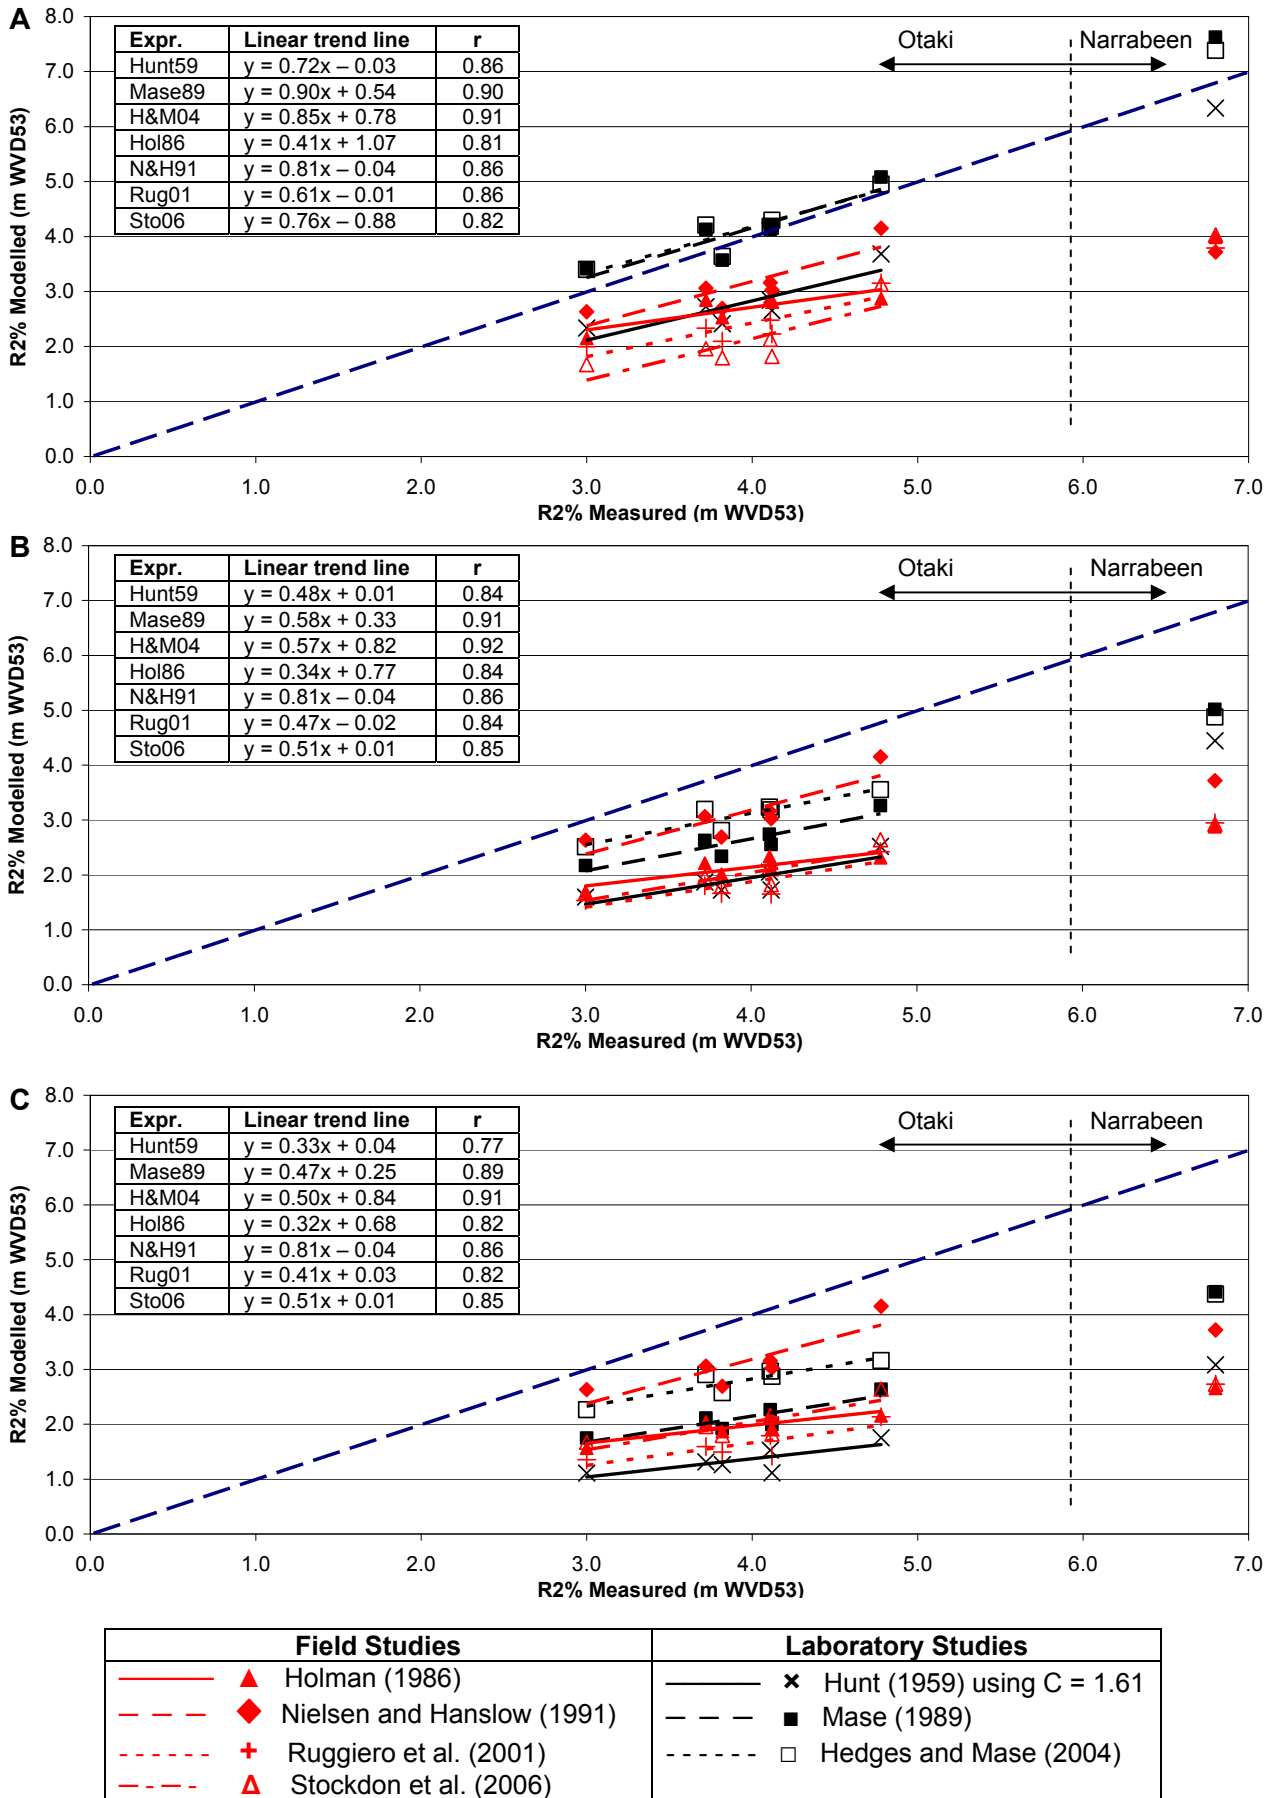 A
8.0
7.0
6.0
5.0
4.0
3.0
2.0
1.0
0.0
R2% Modelled (m WVD53)
Expr. Linear trend line r
Hunt59 y = 0.72x – 0.03 0.86
Mase89 y = 0.90x + 0.54 0.90
H&M04 y = 0.85x + 0.78 0.91
Hol86 y = 0.41x + 1.07 0.81
N&H91 y = 0.81x – 0.04 0.86
Rug01 y = 0.61x – 0.01 0.86
Sto06 y = 0.76x – 0.88 0.82
Otaki Narrabeen
0.0 1.0 2.0 3.0 4.0 5.0 6.0 7.0
R2% Measured (m WVD53)
B
8.0
7.0
6.0
5.0
4.0
3.0
2.0
1.0
0.0
R2% Modelled (m WVD53)
Expr. Linear trend line r
Hunt59 y = 0.48x + 0.01 0.84
Mase89 y = 0.58x + 0.33 0.91
H&M04 y = 0.57x + 0.82 0.92
Hol86 y = 0.34x + 0.77 0.84
N&H91 y = 0.81x – 0.04 0.86
Rug01 y = 0.47x – 0.02 0.84
Sto06 y = 0.51x + 0.01 0.85
Otaki Narrabeen
0.0 1.0 2.0 3.0 4.0 5.0 6.0 7.0
R2% Measured (m WVD53)
C
8.0
7.0
6.0
5.0
4.0
3.0
2.0
1.0
0.0
R2% Modelled (m WVD53)
Expr. Linear trend line r
Hunt59 y = 0.33x + 0.04 0.77
Mase89 y = 0.47x + 0.25 0.89
H&M04 y = 0.50x + 0.84 0.91
Hol86 y = 0.32x + 0.68 0.82
N&H91 y = 0.81x – 0.04 0.86
Rug01 y = 0.41x + 0.03 0.82
Sto06 y = 0.51x + 0.01 0.85
Otaki Narrabeen
0.0 1.0 2.0 3.0 4.0 5.0 6.0 7.0
R2% Measured (m WVD53)
Field Studies
Holman (1986)
Nielsen and Hanslow (1991)
Ruggiero et al. (2001)
Stockdon et al. (2006)
Laboratory Studies
Hunt (1959) using C = 1.61
Mase (1989)
Hedges and Mase (2004)